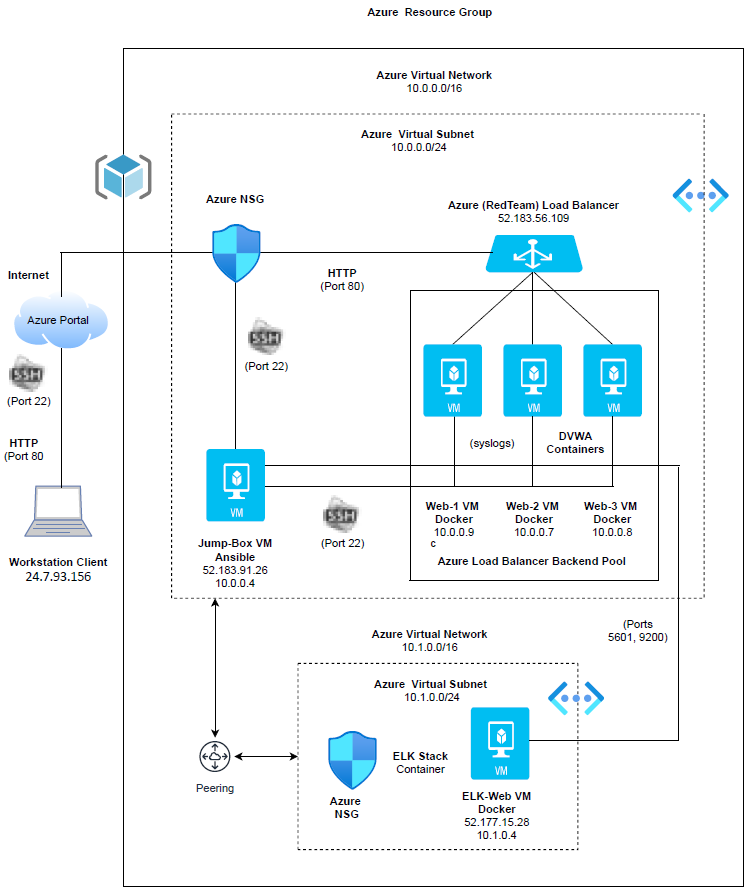 Azure Resource Group
Azure Virtual Network
10.0.0.0/16
Azure Virtual Subnet
10.0.0.0/24
Azure NSG
Azure (RedTeam) Load Balancer
52.183.56.109
Internet
HTTP
(Port 80)
Azure Portal
SSH
(Port 22)
SSH
(Port 22)
HTTP
(Port 80
VM
VM
VM
(syslogs)
DVWA
Containers
VM
SSH
(Port 22)
Web-1 VM
Docker
10.0.0.9
c
Web-2 VM
Docker
10.0.0.7
Web-3 VM
Docker
10.0.0.8
Azure Load Balancer Backend Pool
Jump-Box VM
Ansible
52.183.91.26
10.0.0.4
Workstation Client
24.7.93.156
(Ports
5601, 9200)
Azure Virtual Network
10.1.0.0/16
Azure Virtual Subnet
10.1.0.0/24
ELK Stack
Container
VM
Peering
Azure
NSG
ELK-Web VM
Docker
52.177.15.28
10.1.0.4